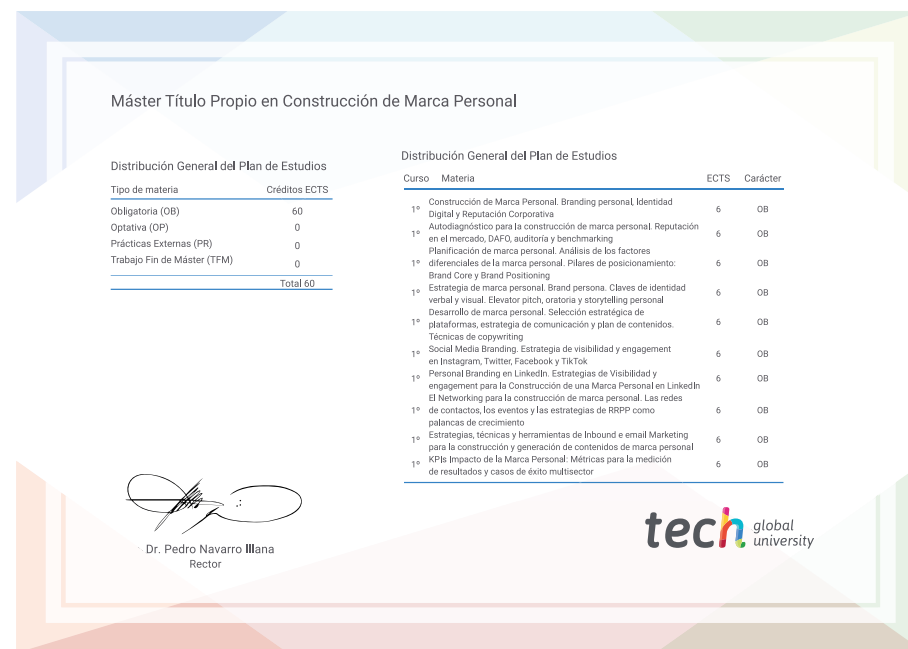 Máster Título Propio en Construcción de Marca Personal
Distribución General del Plan de Estudios
Tipo de materia Créditos ECTS
Obligatoria (OB) 60
Optativa (OP) 0
Prácticas Externas (PR) 0
Trabajo Fin de Máster (TFM) 0
Total 60
Distribución General del Plan de Estudios
Curso Materia ECTS Carácter
Construcción de Marca Personal. Branding personal, Identidad
1º Digital y Reputación Corporativa 6 OB
Autodiagnóstico para la construcción de marca personal. Reputación
1º en el mercado, DAFO, auditoría y benchmarking 6 OB
Planificación de marca personal. Análisis de los factores
1º diferenciales de la marca personal. Pilares de posicionamiento: 6 OB
Brand Core y Brand Positioning
Estrategia de marca personal. Brand persona. Claves de identidad
1º verbal y visual. Elevator pitch, oratoria y storytelling personal 6 OB
Desarrollo de marca personal. Selección estratégica de
1º plataformas, estrategia de comunicación y plan de contenidos. 6 OB
Técnicas de copywriting
Social Media Branding. Estrategia de visibilidad y engagement
1º en Instagram, Twitter, Facebook y TikTok 6 OB
Personal Branding en LinkedIn. Estrategias de Visibilidad y
1º engagement para la Construcción de una Marca Personal en LinkedIn 6 OB
El Networking para la construcción de marca personal. Las redes
1º de contactos, los eventos y las estrategias de RRPP como 6 OB
palancas de crecimiento
Estrategias, técnicas y herramientas de Inbound e email Marketing
1º para la construcción y generación de contenidos de marca personal 6 OB
KPIs Impacto de la Marca Personal: Métricas para la medición
1º de resultados y casos de éxito multisector 6 OB
Dr. Pedro Navarro Illana
Rector
tech global
university